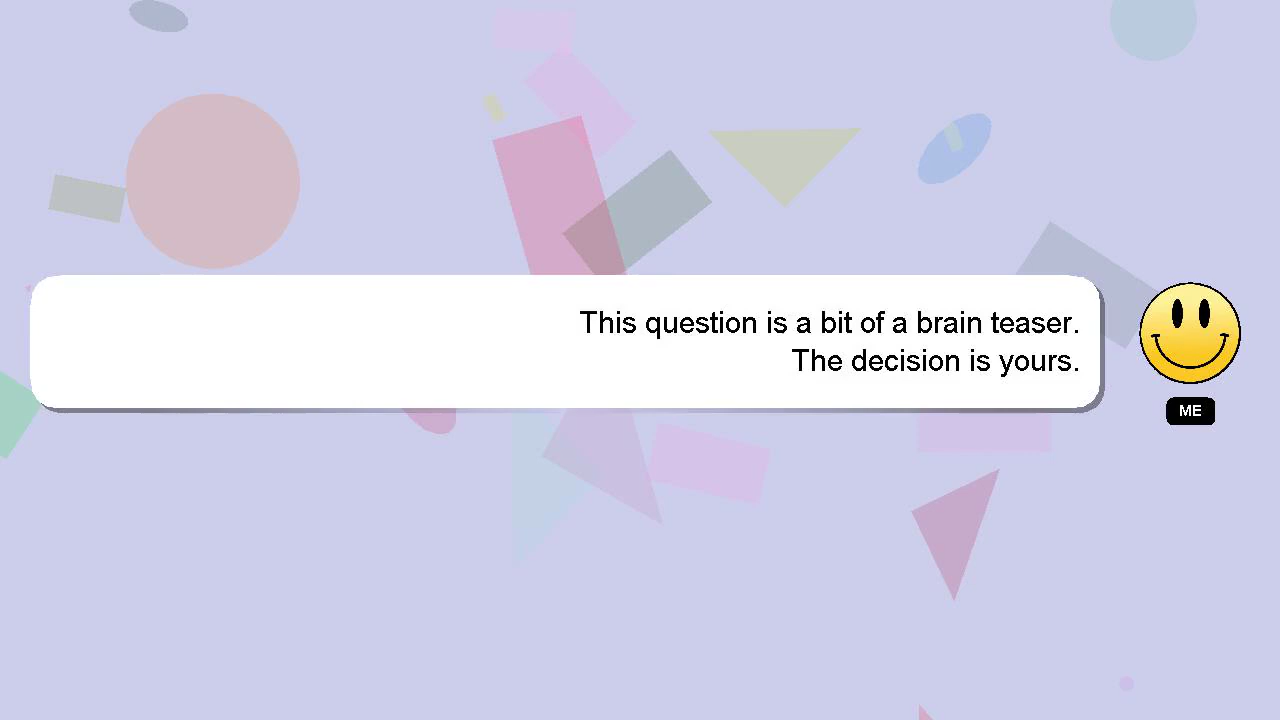 This question is a bit of a brain teaser.
The decision is yours.
ME